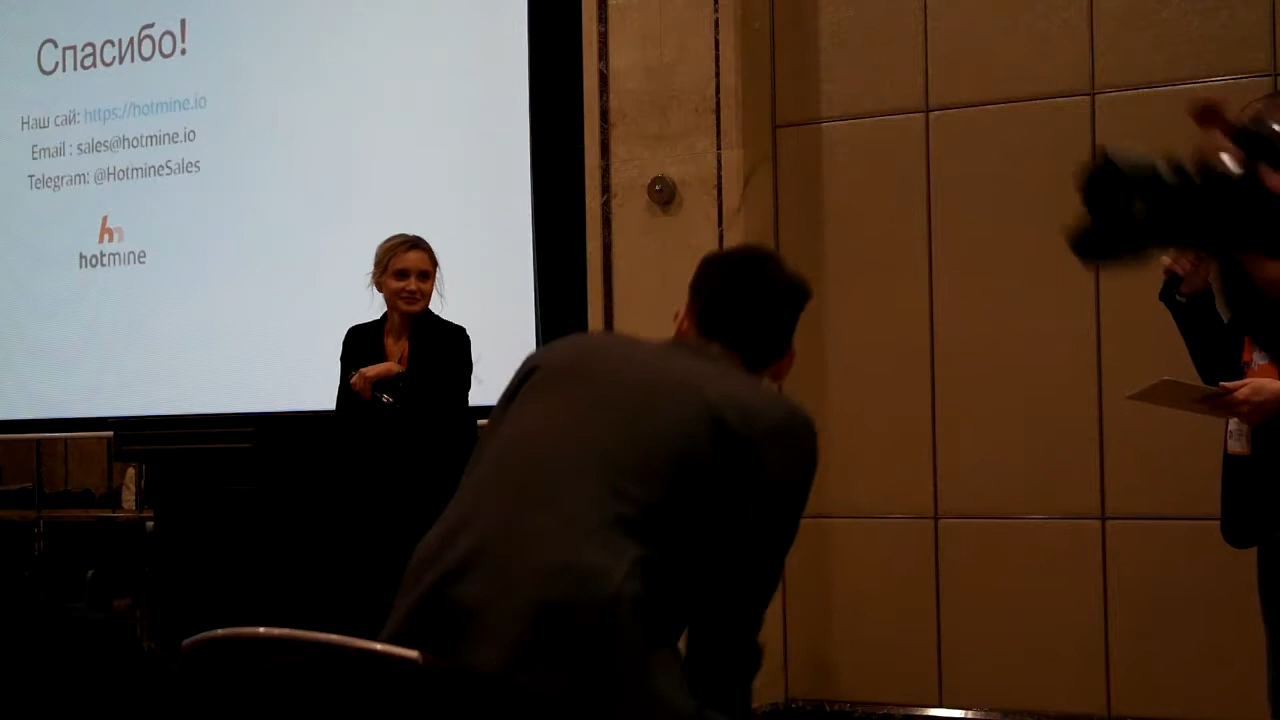 Спасибо!
Наш сай: https://hotmine.io
Email : sales@hotmine.io
Telegram: @HotmineSales
hotmine